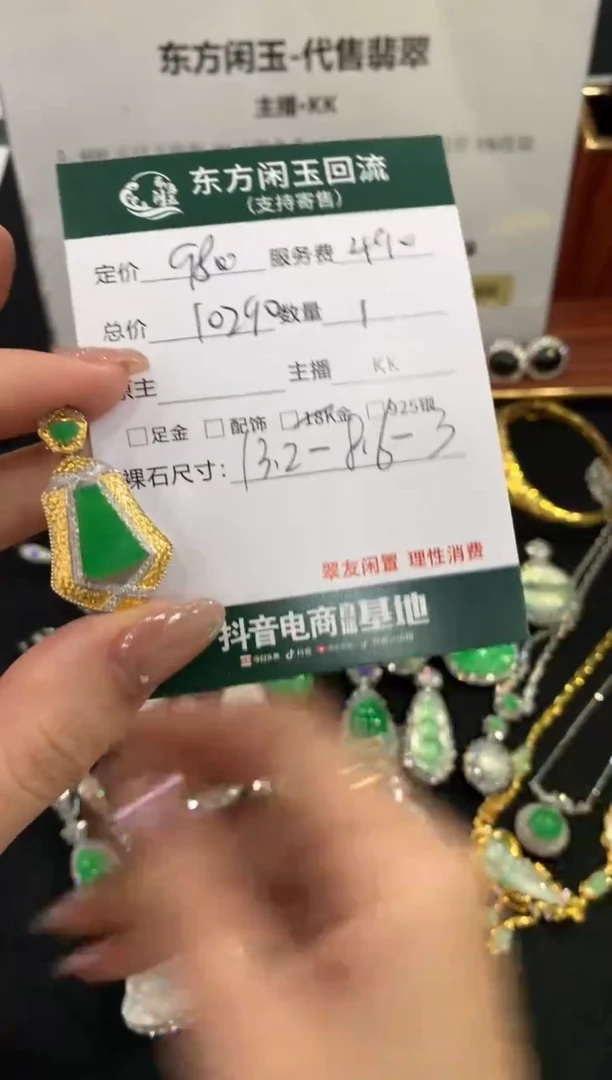 东方闲玉-代售翡翠
主播-KK
东方闲玉回流
(支持寄售)
定价 9800 服务费 490
总价 10290 数量 1
原主 主播 KK
□足金 □配饰 □18K金 □925银
裸石尺寸: 13.2-8.6-3
翠友闲置 理性消费
抖音电商 基地